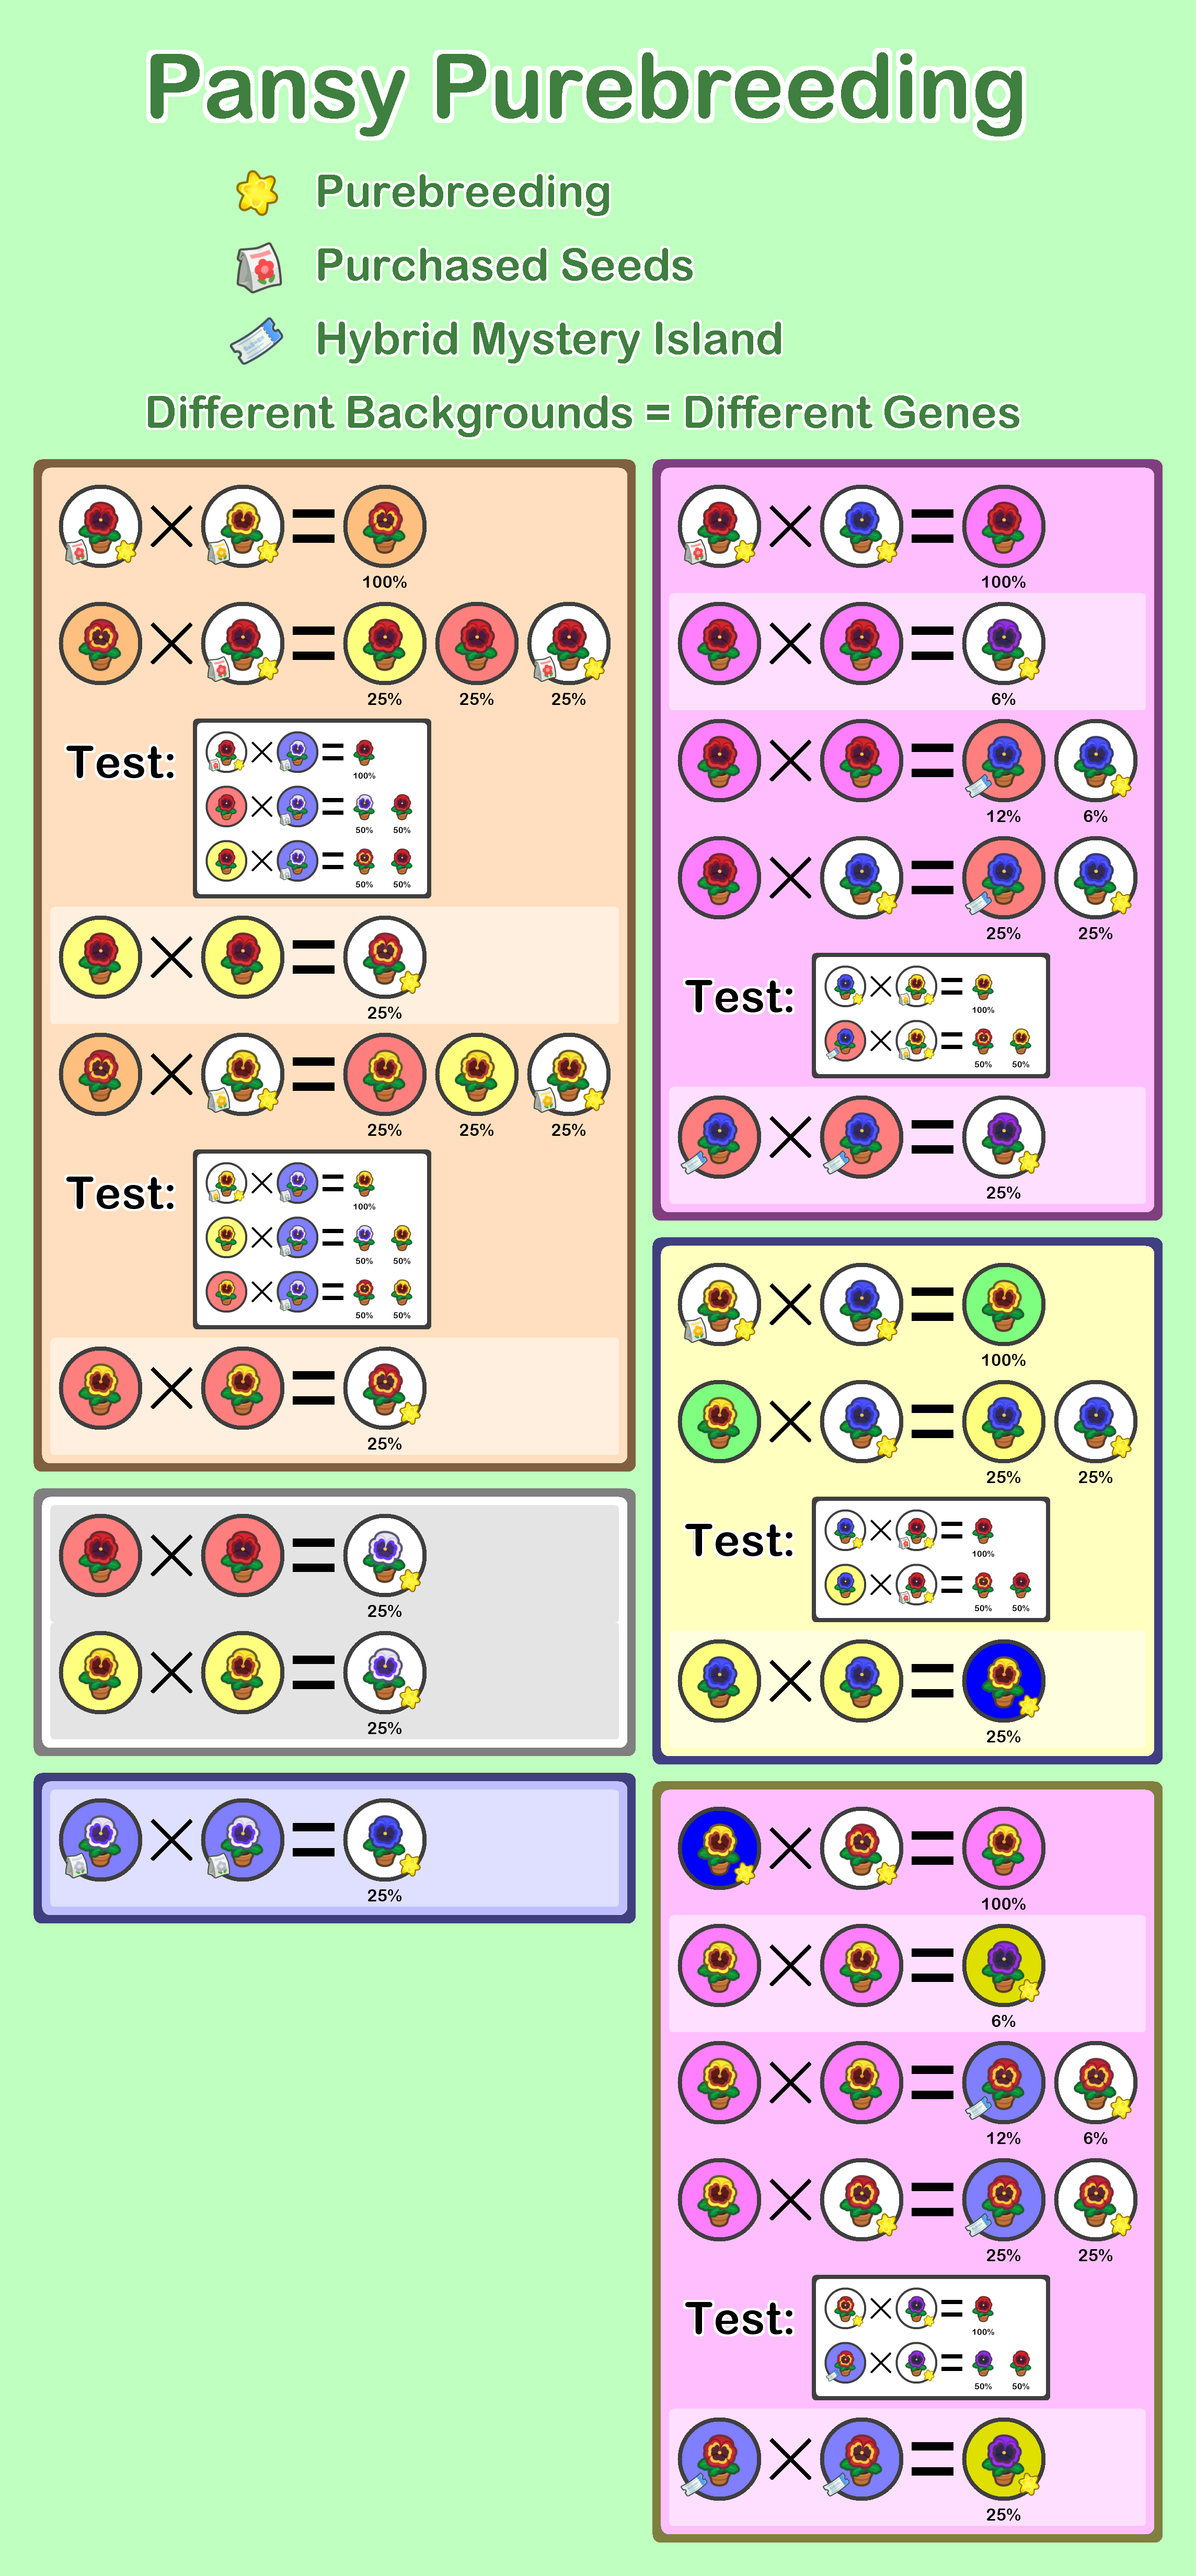 Pansy Purebreeding
Purebreeding
Purchased Seeds
Hybrid Mystery Island
Different Backgrounds = Different Genes
100%
25% 25% 25%
Test:
100%
50% 50%
50% 50%
25%
25% 25% 25%
Test:
100%
50% 50%
50% 50%
25%
25%
25%
25%
100%
6%
12% 6%
25% 25%
Test:
100%
50% 50%
25%
100%
25% 25%
Test:
100%
50% 50%
25%
100%
6%
12% 6%
25% 25%
Test:
100%
50% 50%
25%